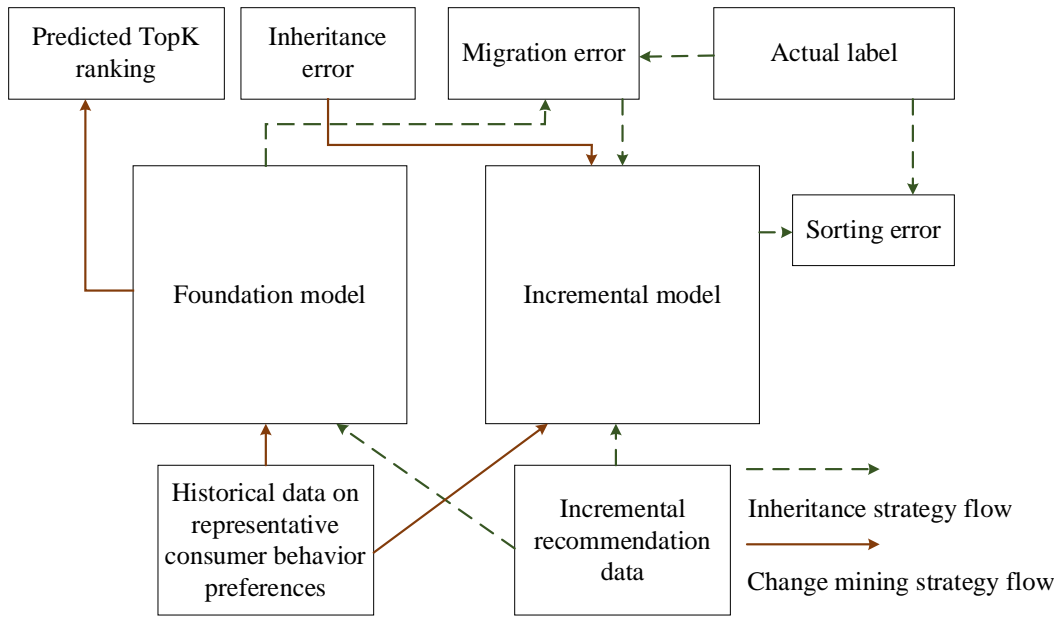 Predicted TopK
ranking
Inheritance
error
Migration error
Actual label
Sorting error
Foundation model
Incremental model
Historical data on
representative
consumer behavior
preferences
Incremental
recommendation
data
Inheritance strategy flow
Change mining strategy flow